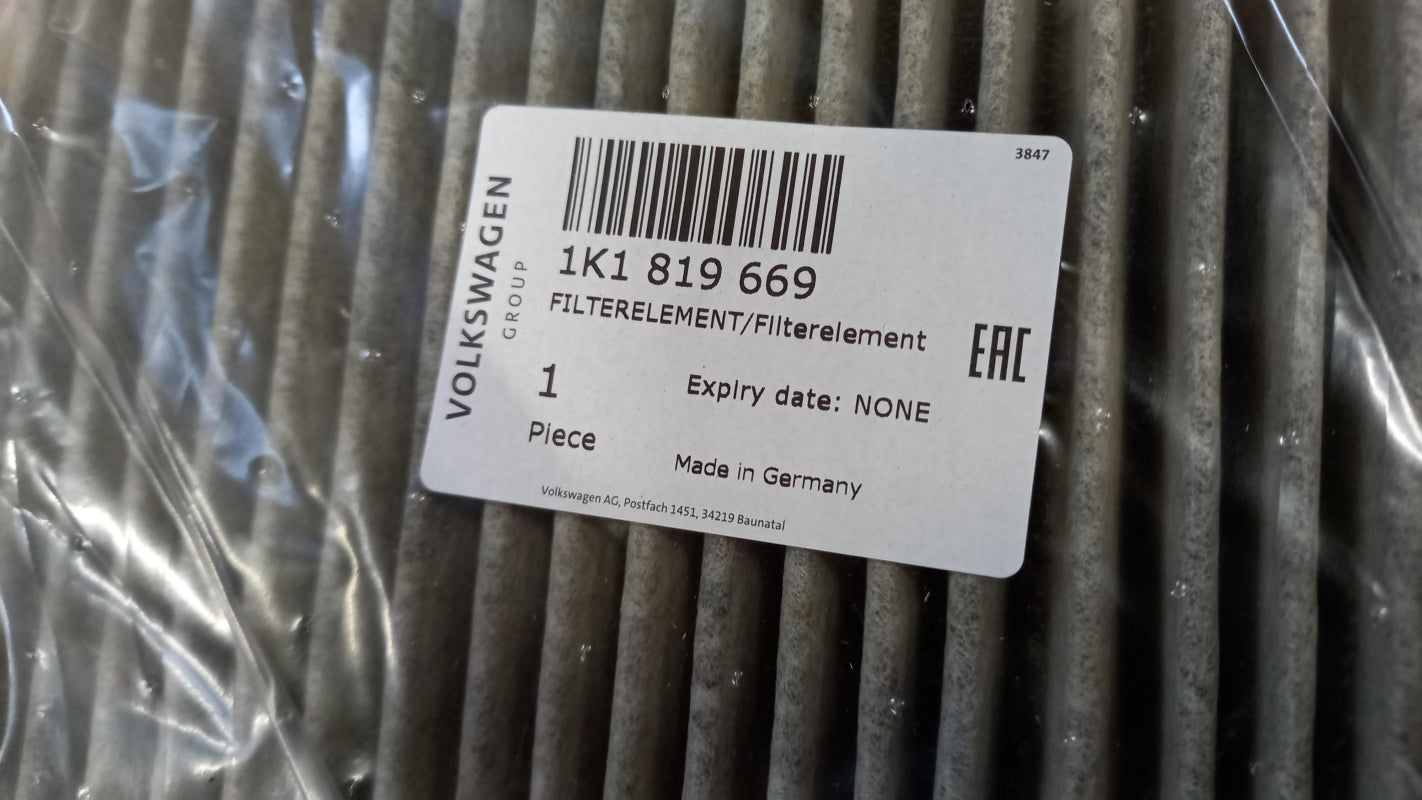 3847
VOLKSWAGEN
GROUP
1K1 819 669
FILTERELEMENT/Filterelement
EAC
1
Piece
Expiry date: NONE
Made in Germany
Volkswagen AG, Postfach 1451, 34219 Baunatal